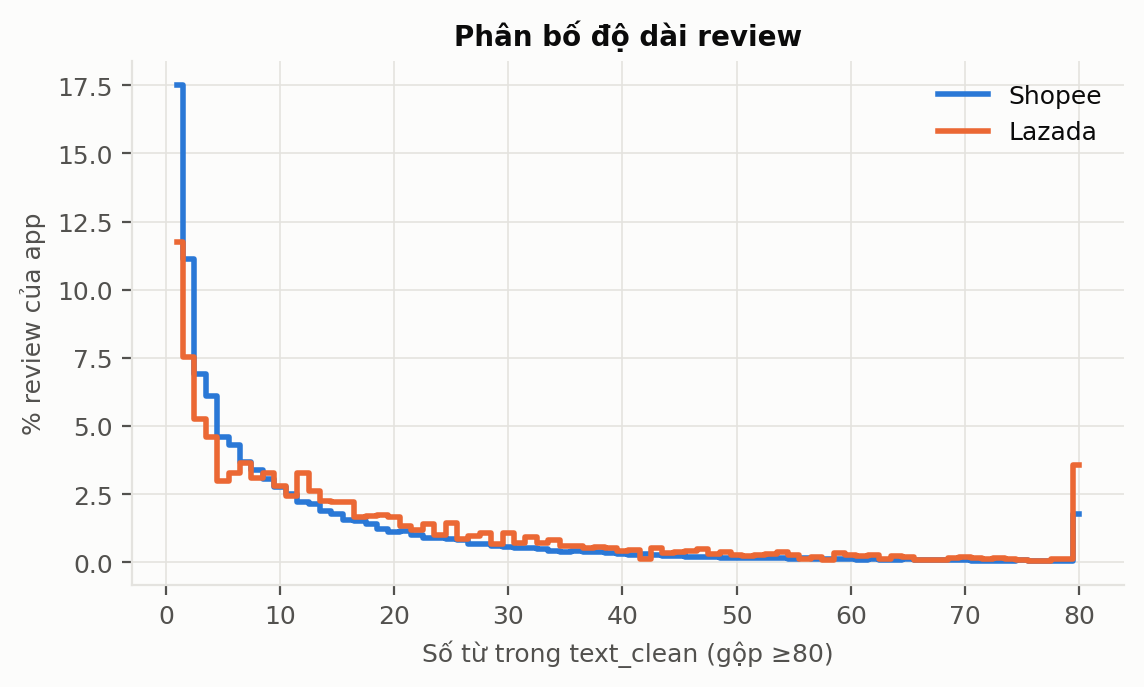 Phân bố độ dài review
Shopee
Lazada
% review của app
17.5
15.0
12.5
10.0
7.5
5.0
2.5
0.0
0 10 20 30 40 50 60 70 80
Số từ trong text_clean (gộp ≥80)